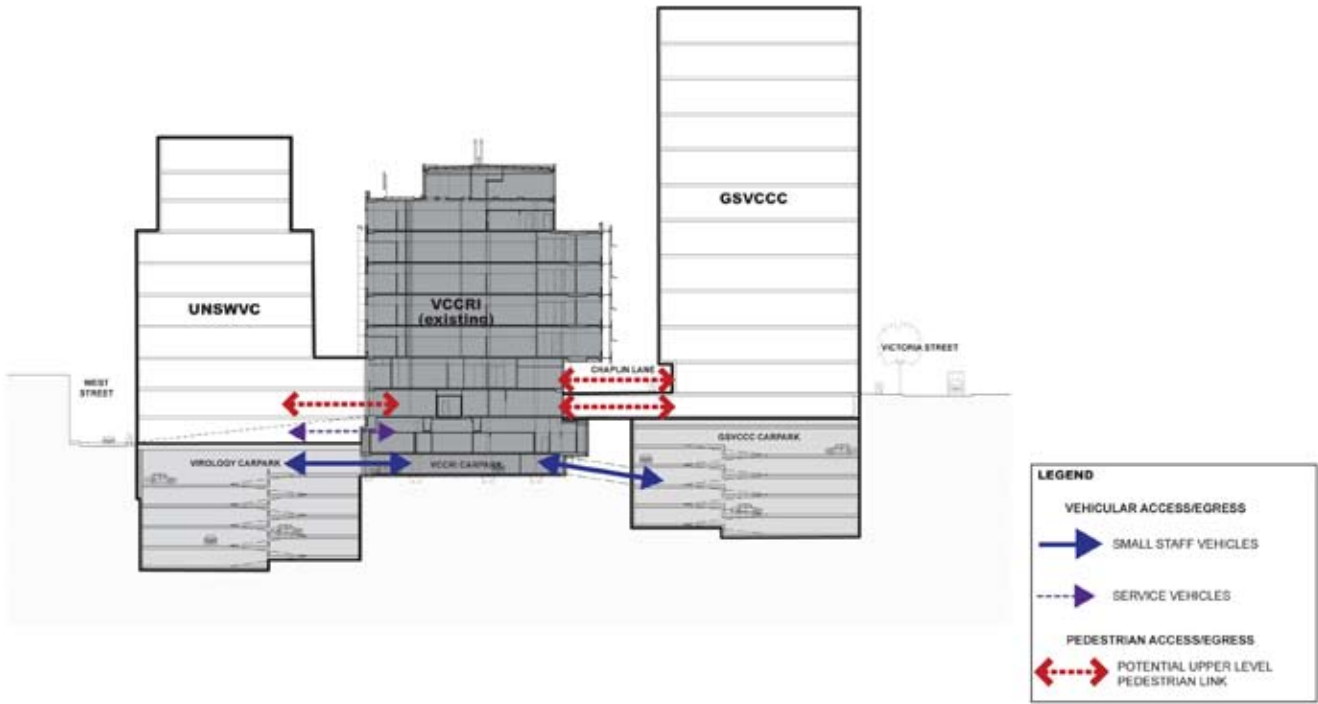 GSVCCC
UNSWVC
VCCRI
(existing)
VICTORIA STREET
CHAPLIN LANE
WEST
STREET
GSVCCC CARPARK
VIROLOGY CARPARK
VCCRI CARPARK
LEGEND
VEHICULAR ACCESS/EGRESS
SMALL STAFF VEHICLES
SERVICE VEHICLES
PEDESTRIAN ACCESS/EGRESS
POTENTIAL UPPER LEVEL
PEDESTRIAN LINK